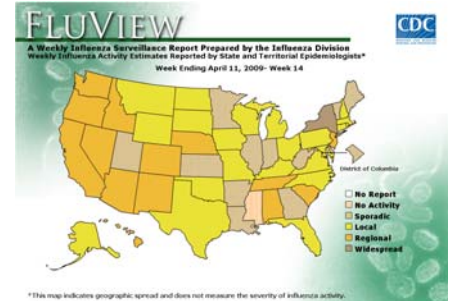 FLUVIEW
CDC
A Weekly Influenza Surveillance Report Prepared by the Influenza Division
Weekly Influenza Activity Estimates Reported by State and Territorial Epidemiologists*
Week Ending April 11, 2009- Week 14
District of Columbia
No Report
No Activity
Sporadic
Local
Regional
Widespread
*This map indicates geographic spread and does not measure the severity of influenza activity.